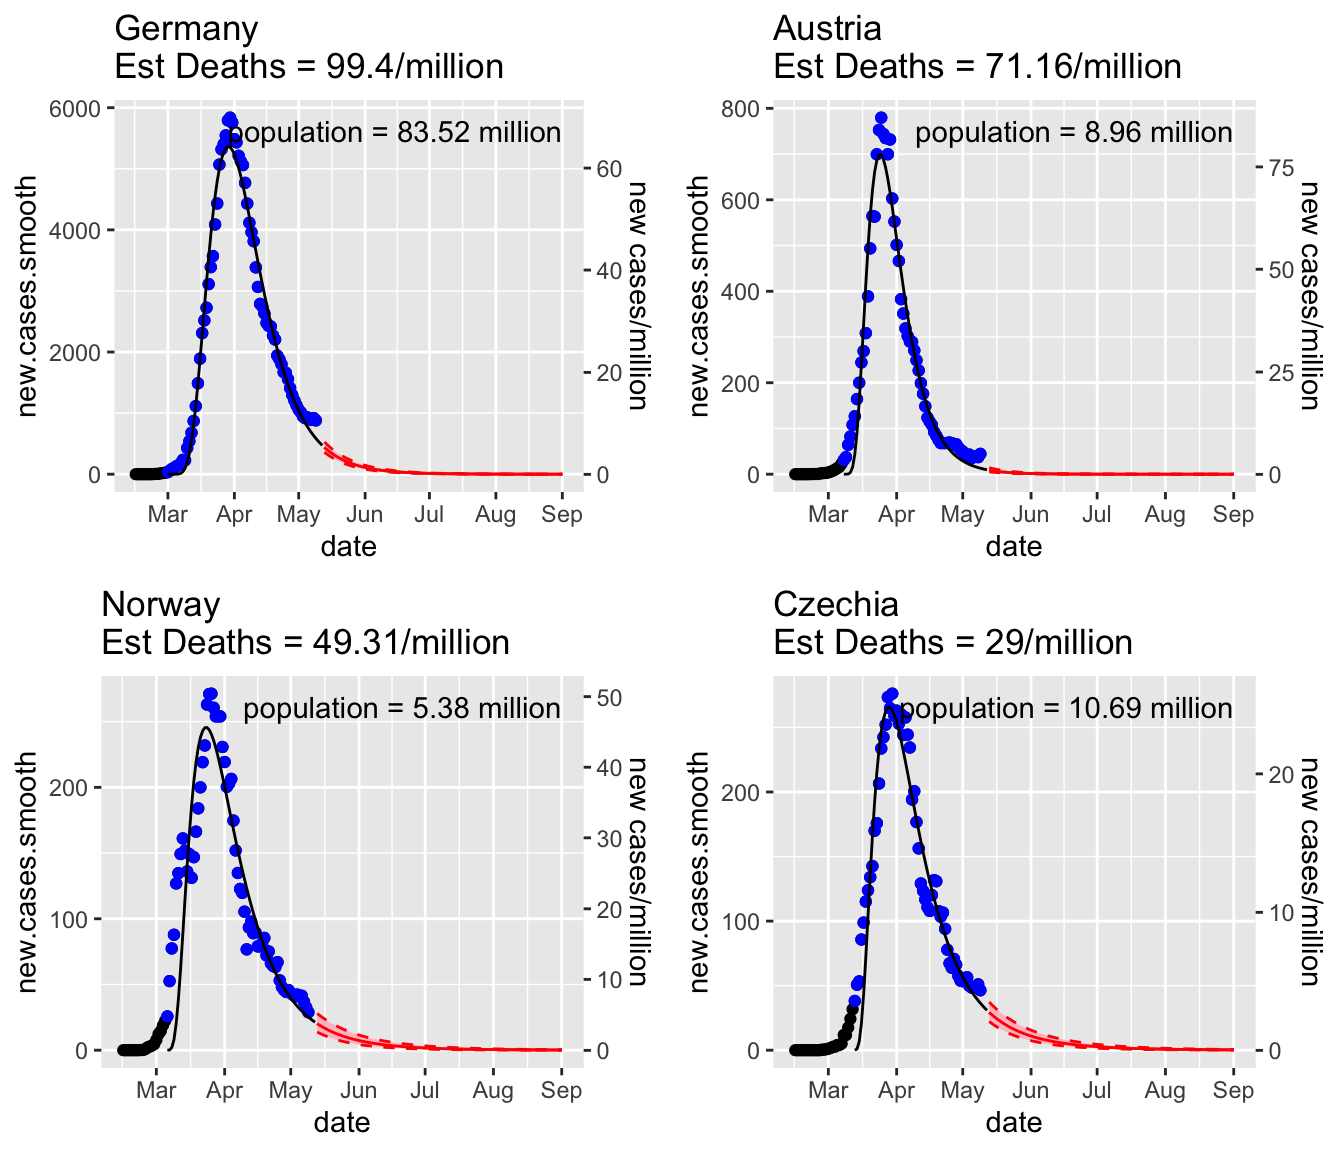 Germany
Est Deaths = 99.4/million
population = 83.52 million
6000
4000
2000
0
new.cases.smooth
60
40
20
0
new cases/million
Mar Apr May Jun Jul Aug Sep
date
Austria
Est Deaths = 71.16/million
population = 8.96 million
800
600
400
200
0
new.cases.smooth
75
50
25
0
new cases/million
Mar Apr May Jun Jul Aug Sep
date
Norway
Est Deaths = 49.31/million
population = 5.38 million
200
100
0
new.cases.smooth
50
40
30
20
10
0
new cases/million
Mar Apr May Jun Jul Aug Sep
date
Czechia
Est Deaths = 29/million
population = 10.69 million
200
100
0
new.cases.smooth
20
10
0
new cases/million
Mar Apr May Jun Jul Aug Sep
date